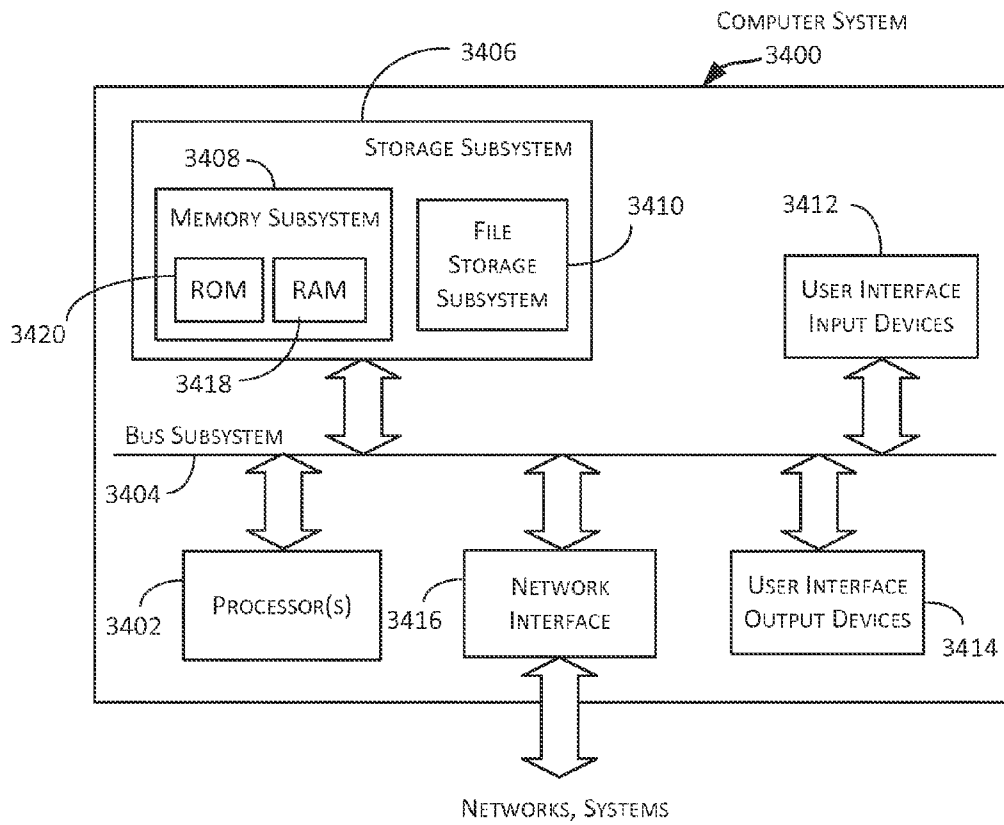 COMPUTER SYSTEM
3400
3406
STORAGE SUBSYSTEM
3408
MEMORY SUBSYSTEM
ROM
RAM
3420
3418
FILE
STORAGE
SUBSYSTEM
3410
3412
USER INTERFACE
INPUT DEVICES
BUS SUBSYSTEM
3404
PROCESSOR(S)
3402
NETWORK
INTERFACE
3416
USER INTERFACE
OUTPUT DEVICES
3414
NETWORKS, SYSTEMS